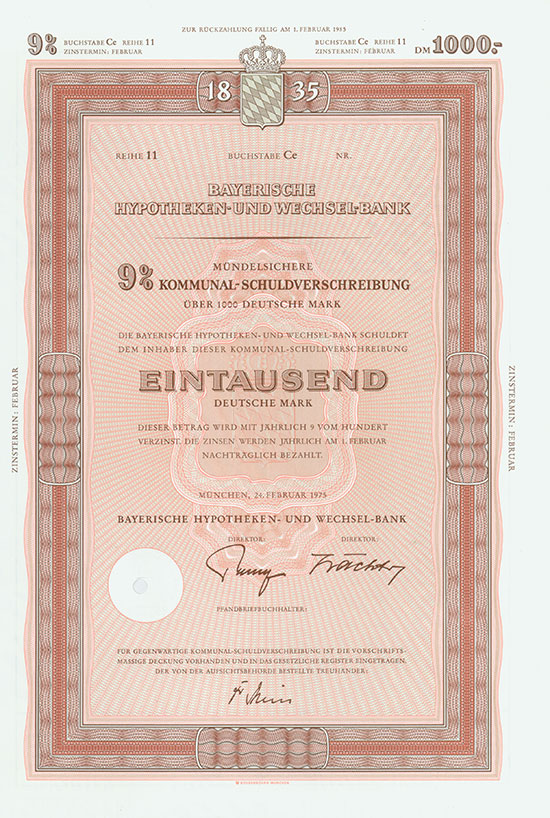 ZUR RÜCKZAHLUNG FÄLLIG AM 1. FEBRUAR 1985
9% BUCHSTABE Ce REIHE 11
ZINSTERMIN: FEBRUAR
BUCHSTABE Ce REIHE 11
ZINSTERMIN: FEBRUAR
DM 1000.-
18 35
REIHE 11 BUCHSTABE Ce NR.
BAYERISCHE
HYPOTHEKEN- UND WECHSEL-BANK
MÜNDELSICHERE
9% KOMMUNAL-SCHULDVERSCHREIBUNG
ÜBER 1000 DEUTSCHE MARK
DIE BAYERISCHE HYPOTHEKEN- UND WECHSEL-BANK SCHULDET
DEM INHABER DIESER KOMMUNAL-SCHULDVERSCHREIBUNG
EINTAUSEND
DEUTSCHE MARK
DIESER BETRAG WIRD MIT JÄHRLICH 9 VOM HUNDERT
VERZINST. DIE ZINSEN WERDEN JÄHRLICH AM 1. FEBRUAR
NACHTRÄGLICH BEZAHLT.
MÜNCHEN, 24. FEBRUAR 1975
BAYERISCHE HYPOTHEKEN- UND WECHSEL-BANK
DIREKTOR: DIREKTOR:
PFANDBRIEFBUCHHALTER:
FÜR GEGENWÄRTIGE KOMMUNAL-SCHULDVERSCHREIBUNG IST DIE VORSCHRIFTS-
MÄSSIGE DECKUNG VORHANDEN UND IN DAS GESETZLICHE REGISTER EINGETRAGEN.
DER VON DER AUFSICHTSBEHÖRDE BESTELLTE TREUHÄNDER:
ZINSTERMIN: FEBRUAR
ZINSTERMIN: FEBRUAR